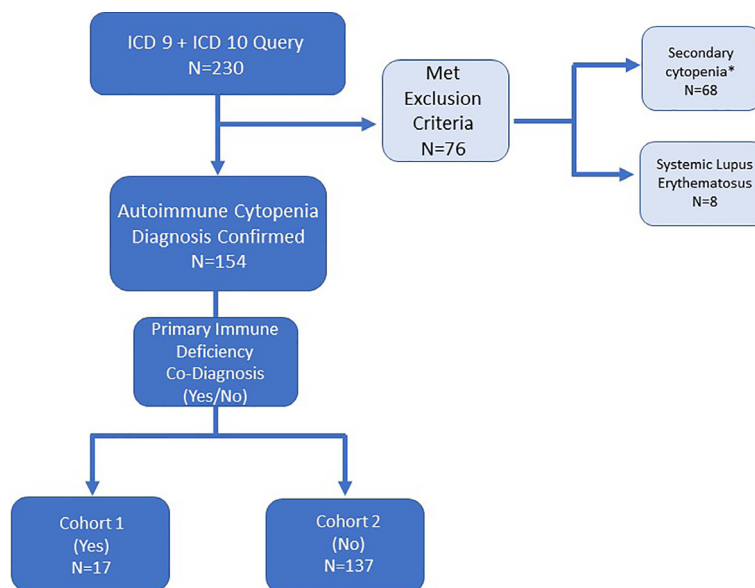 ICD 9 + ICD 10 Query
N=230
Met
Exclusion
Criteria
N=76
Secondary
cytopenia*
N=68
Systemic Lupus
Erythematosus
N=8
Autoimmune Cytopenia
Diagnosis Confirmed
N=154
Primary Immune
Deficiency
Co-Diagnosis
(Yes/No)
Cohort 1
(Yes)
N=17
Cohort 2
(No)
N=137